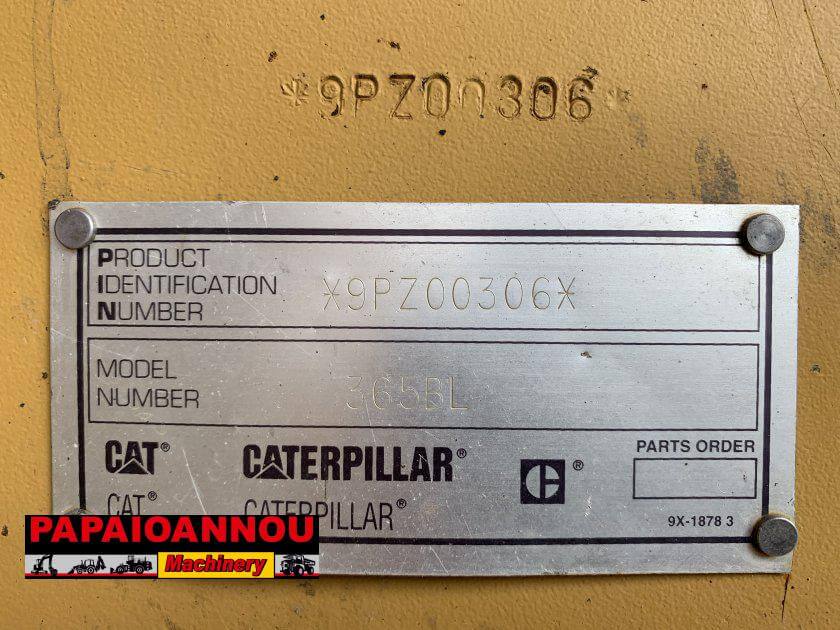 *9PZ00306*
PRODUCT
IDENTIFICATION
NUMBER
*9PZ00306*
MODEL
NUMBER
365BL
CAT®
CATERPILLAR®
C®
PARTS ORDER
CAT®
CATERPILLAR®
9X-1878 3
PAPAIOANNOU
Machinery